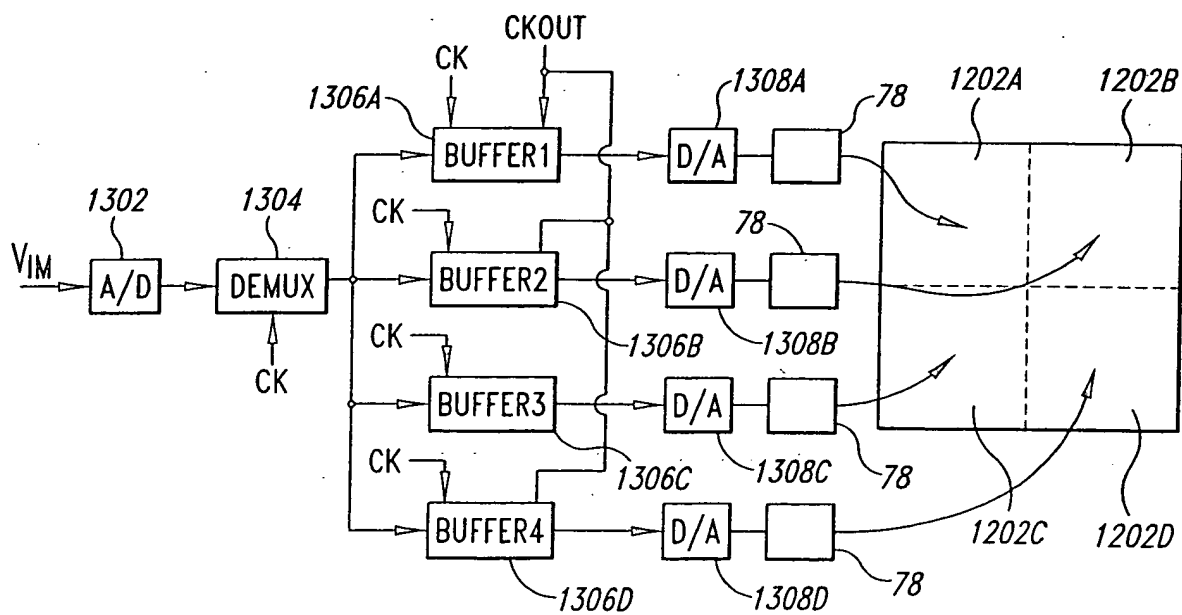 CKOUT
CK
1308A
78
1202A
1202B
1306A
BUFFER1
D/A
1302
1304
CK
78
VIM
A/D
DEMUX
BUFFER2
D/A
CK
CK
1306B
1308B
BUFFER3
D/A
CK
1306C
1308C
78
BUFFER4
D/A
1202C
1202D
1306D
1308D
78